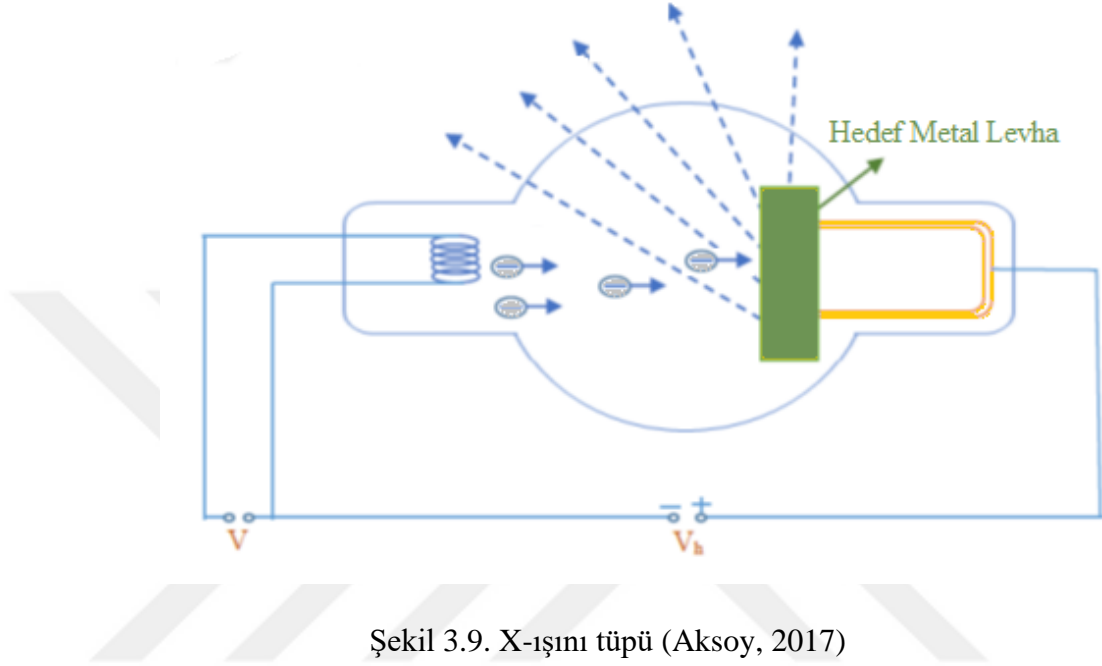 Hedef Metal Levha
− +
V
Vh
Şekil 3.9. X-ışını tüpü (Aksoy, 2017)